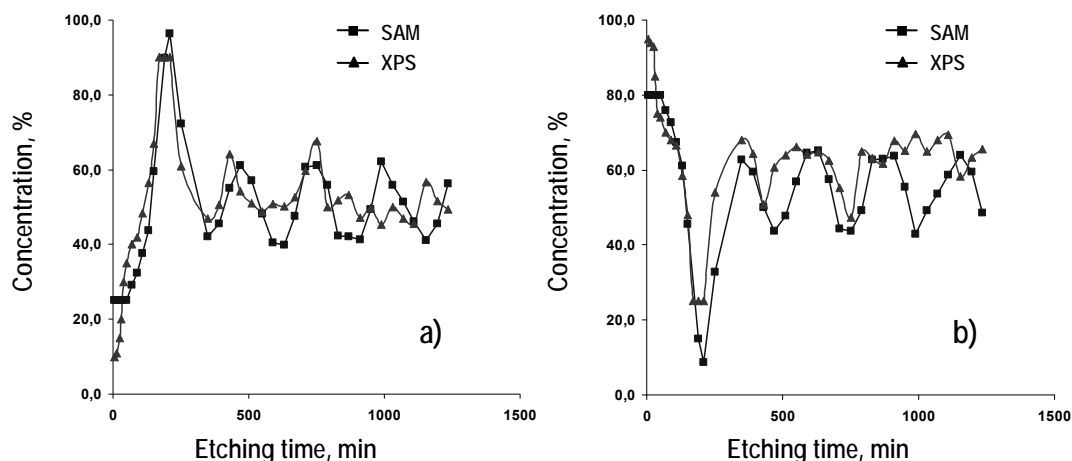 100,0
80,0
60,0
40,0
20,0
0,0
0
500
1000
1500
Concentration, %
Etching time, min
SAM
XPS
a)
100,0
80,0
60,0
40,0
20,0
0,0
0
500
1000
1500
Concentration, %
Etching time, min
SAM
XPS
b)